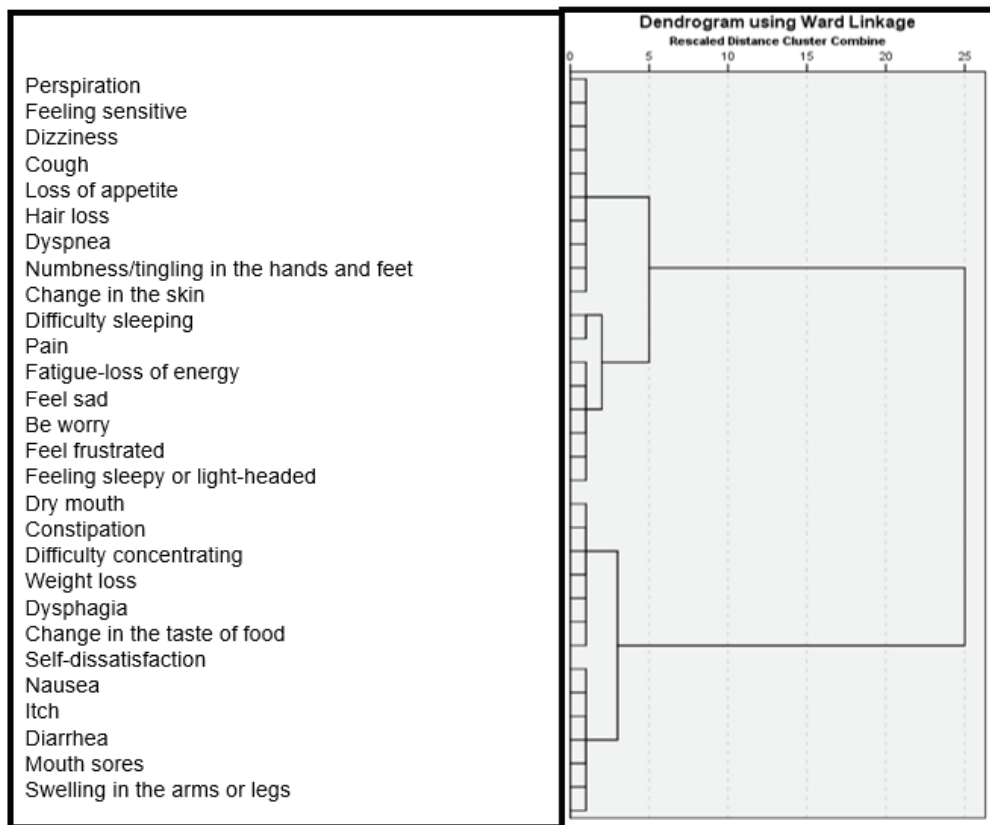 Dendrogram using Ward Linkage
Rescaled Distance Cluster Combine
0 5 10 15 20 25
Perspiration
Feeling sensitive
Dizziness
Cough
Loss of appetite
Hair loss
Dyspnea
Numbness/tingling in the hands and feet
Change in the skin
Difficulty sleeping
Pain
Fatigue-loss of energy
Feel sad
Be worry
Feel frustrated
Feeling sleepy or light-headed
Dry mouth
Constipation
Difficulty concentrating
Weight loss
Dysphagia
Change in the taste of food
Self-dissatisfaction
Nausea
Itch
Diarrhea
Mouth sores
Swelling in the arms or legs